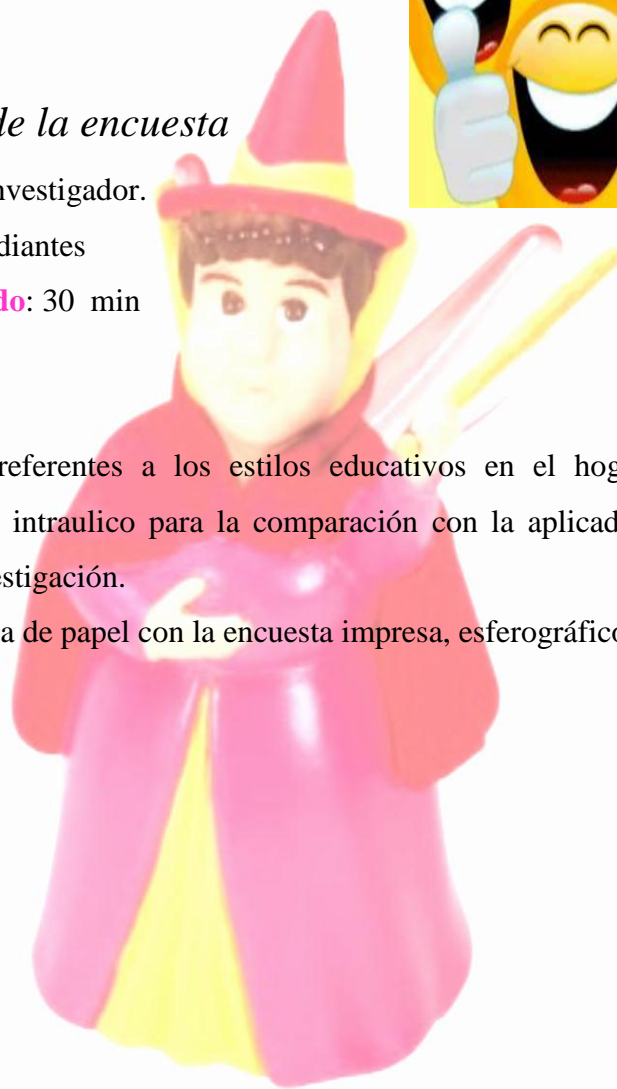 de la encuesta
nvestigador.
diantes
do: 30 min
referentes a los estilos educativos en el hog
intraulico para la comparación con la aplicad
estigación.
a de papel con la encuesta impresa, esferográfico